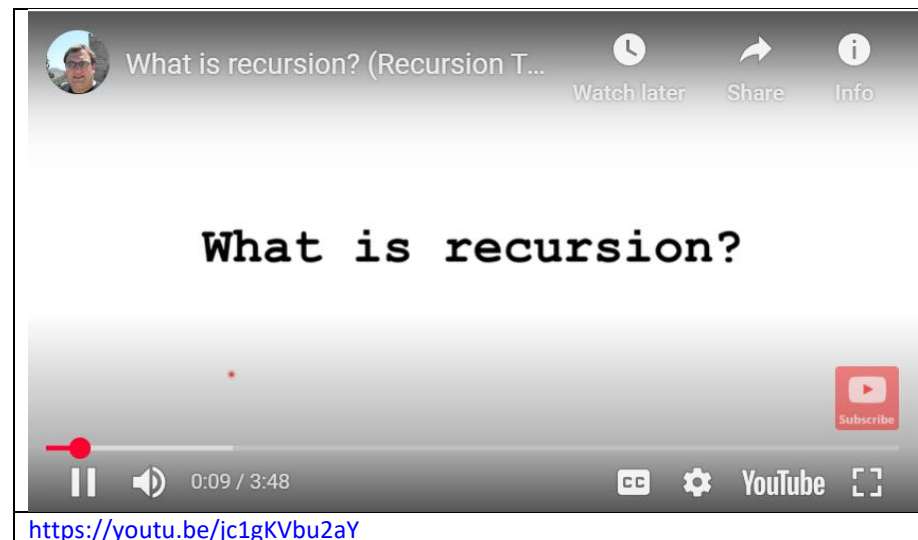 What is recursion? (Recursion T...
Watch later Share Info
What is recursion?
Subscribe
0:09 / 3:48 CC YouTube
https://youtu.be/jc1gKVbu2aY